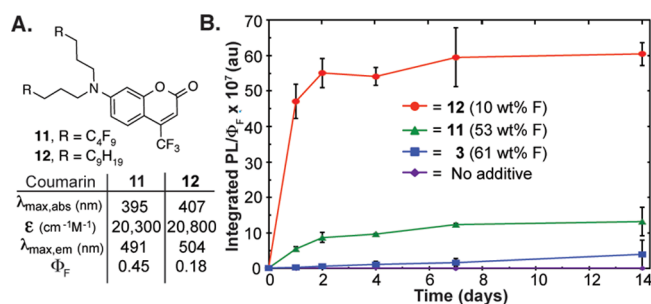 A.
R
R
N
O
O
CF₃
11, R = C₄F₉
12, R = C₉H₁₉
Coumarin 11 12
λmax,abs (nm) 395 407
ε (cm⁻¹M⁻¹) 20,300 20,800
λmax,em (nm) 491 504
ΦF 0.45 0.18
B.
Integrated PL/ΦF x 10⁷ (au)
70
60
50
40
30
20
10
0
= 12 (10 wt% F)
= 11 (53 wt% F)
= 3 (61 wt% F)
= No additive
0 2 4 6 8 10 12 14
Time (days)